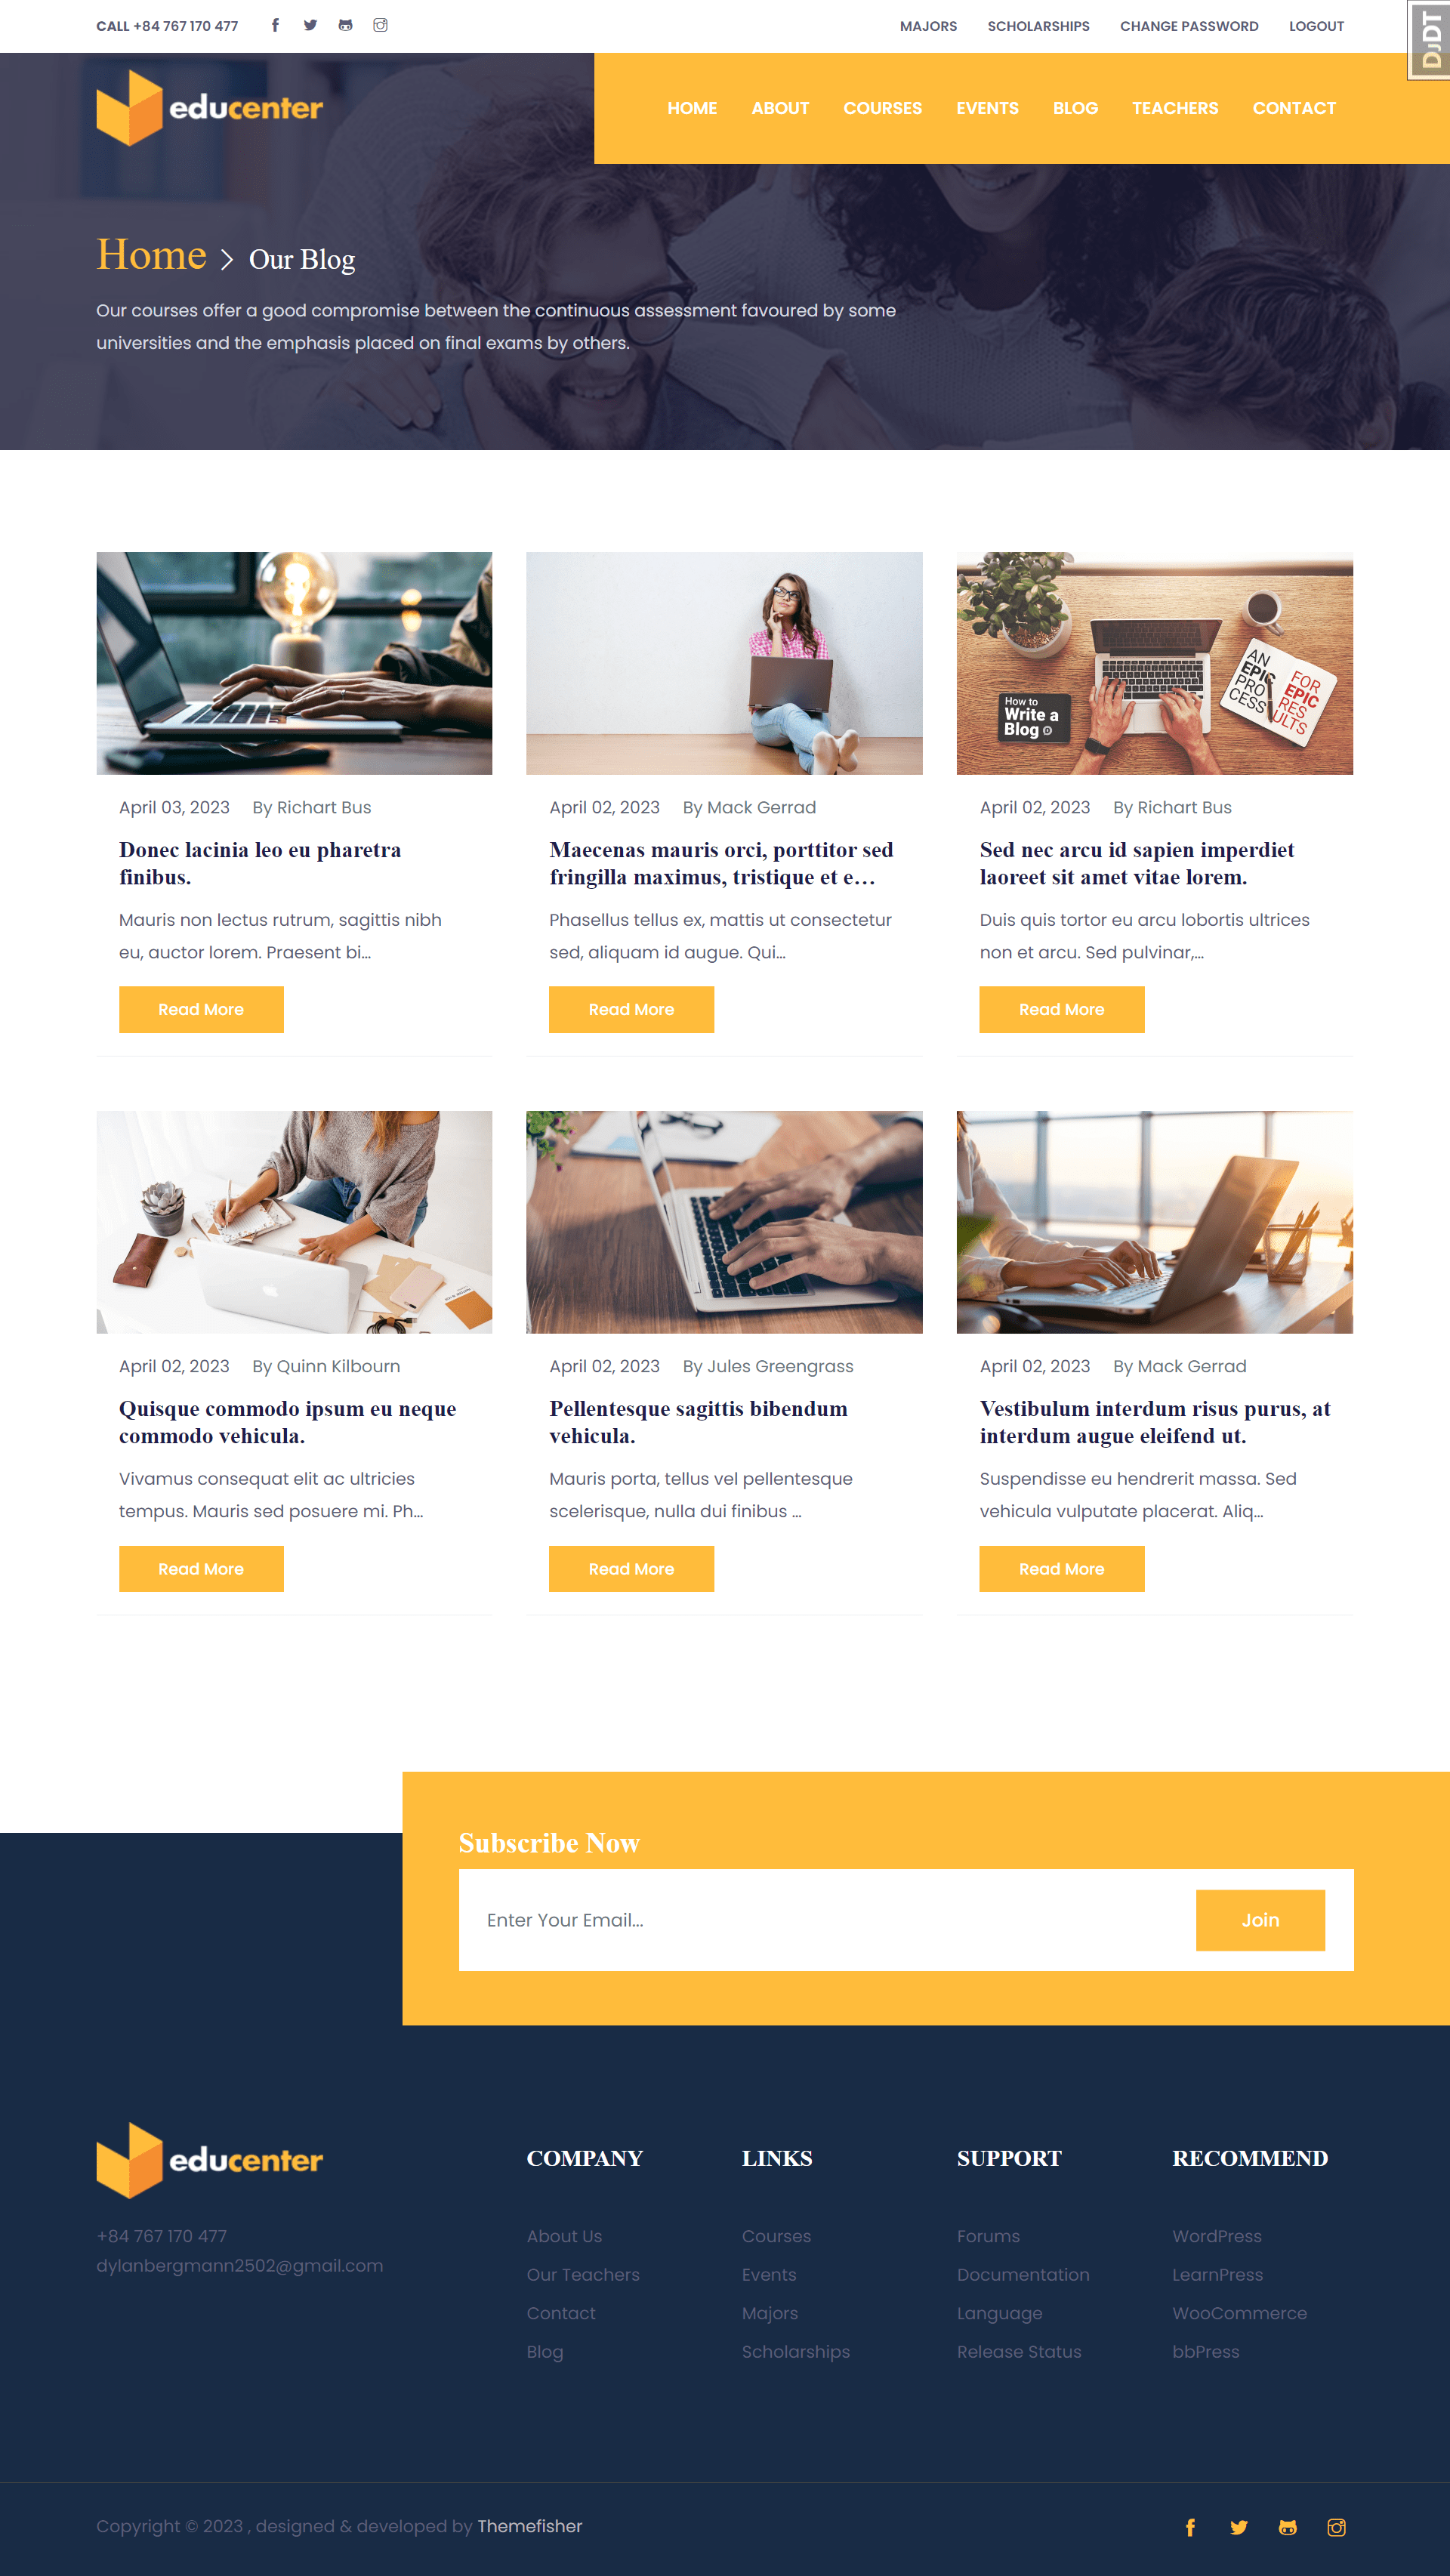 CALL +84 767 170 477
MAJORS SCHOLARSHIPS CHANGE PASSWORD LOGOUT
DJDT
educenter
HOME ABOUT COURSES EVENTS BLOG TEACHERS CONTACT
Home > Our Blog
Our courses offer a good compromise between the continuous assessment favoured by some
universities and the emphasis placed on final exams by others.
AN
EPIC
PRO
CESS
FOR
EPIC
RES
ULTS
How to
Write a
Blog
April 03, 2023 By Richart Bus
Donec lacinia leo eu pharetra
finibus.
Mauris non lectus rutrum, sagittis nibh
eu, auctor lorem. Praesent bi...
Read More
April 02, 2023 By Mack Gerrad
Maecenas mauris orci, porttitor sed
fringilla maximus, tristique et e...
Phasellus tellus ex, mattis ut consectetur
sed, aliquam id augue. Qui...
Read More
April 02, 2023 By Richart Bus
Sed nec arcu id sapien imperdiet
laoreet sit amet vitae lorem.
Duis quis tortor eu arcu lobortis ultrices
non et arcu. Sed pulvinar,...
Read More
April 02, 2023 By Quinn Kilbourn
Quisque commodo ipsum eu neque
commodo vehicula.
Vivamus consequat elit ac ultricies
tempus. Mauris sed posuere mi. Ph...
Read More
April 02, 2023 By Jules Greengrass
Pellentesque sagittis bibendum
vehicula.
Mauris porta, tellus vel pellentesque
scelerisque, nulla dui finibus ...
Read More
April 02, 2023 By Mack Gerrad
Vestibulum interdum risus purus, at
interdum augue eleifend ut.
Suspendisse eu hendrerit massa. Sed
vehicula vulputate placerat. Aliq...
Read More
Subscribe Now
Enter Your Email...
Join
educenter
+84 767 170 477
dylanbergmann2502@gmail.com
COMPANY
About Us
Our Teachers
Contact
Blog
LINKS
Courses
Events
Majors
Scholarships
SUPPORT
Forums
Documentation
Language
Release Status
RECOMMEND
WordPress
LearnPress
WooCommerce
bbPress
Copyright © 2023 , designed & developed by Themefisher